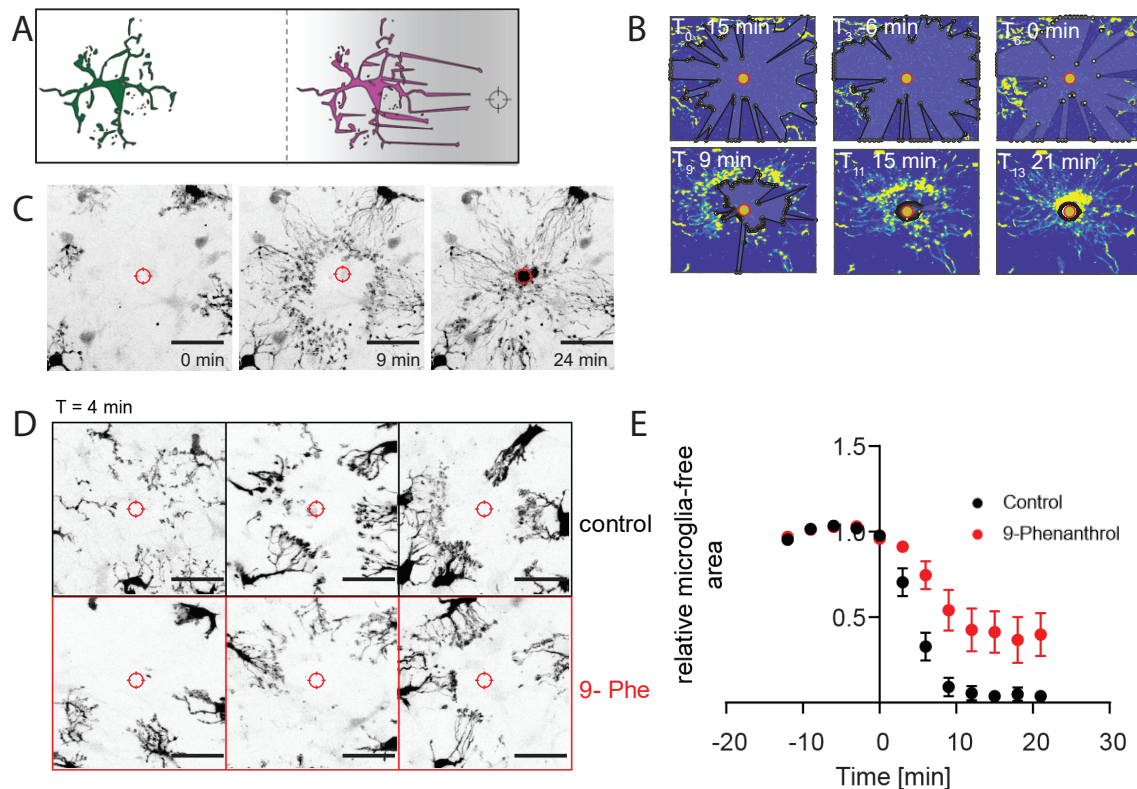 A
B
T0 -15 min
T3 -6 min
T6 0 min
T9 9 min
T11 15 min
T13 21 min
C
0 min
9 min
24 min
D
T = 4 min
control
9- Phe
E
relative microglia-free
area
1.5
1.0
0.5
Control
9-Phenanthrol
-20
-10
0
10
20
30
Time [min]